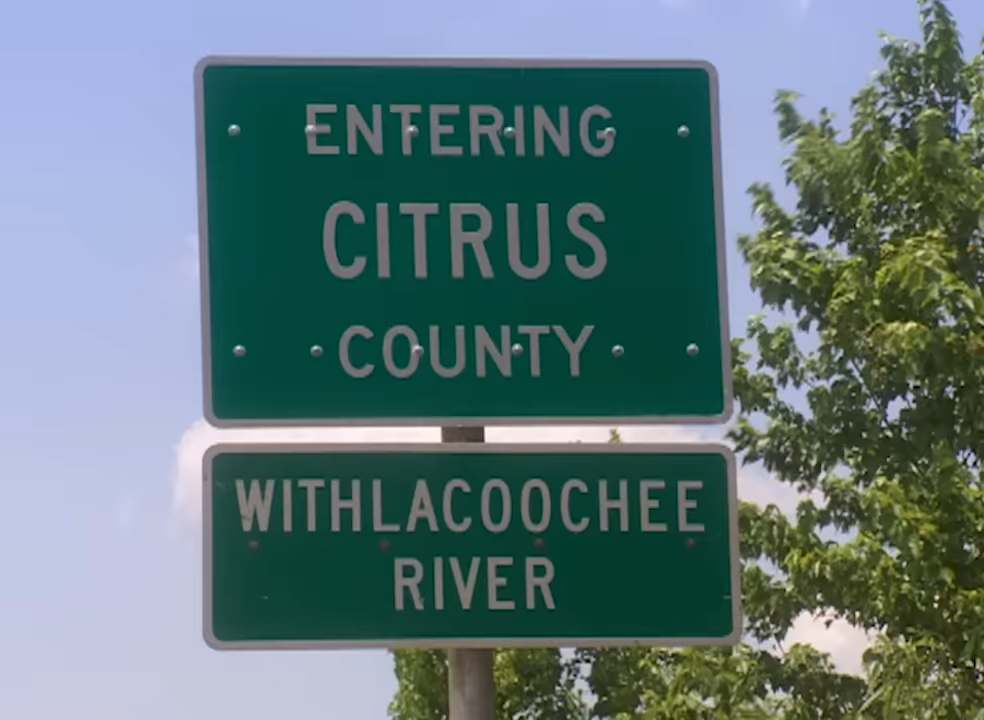 ENTERING
CITRUS
COUNTY
WITHLACOOCHEE
RIVER